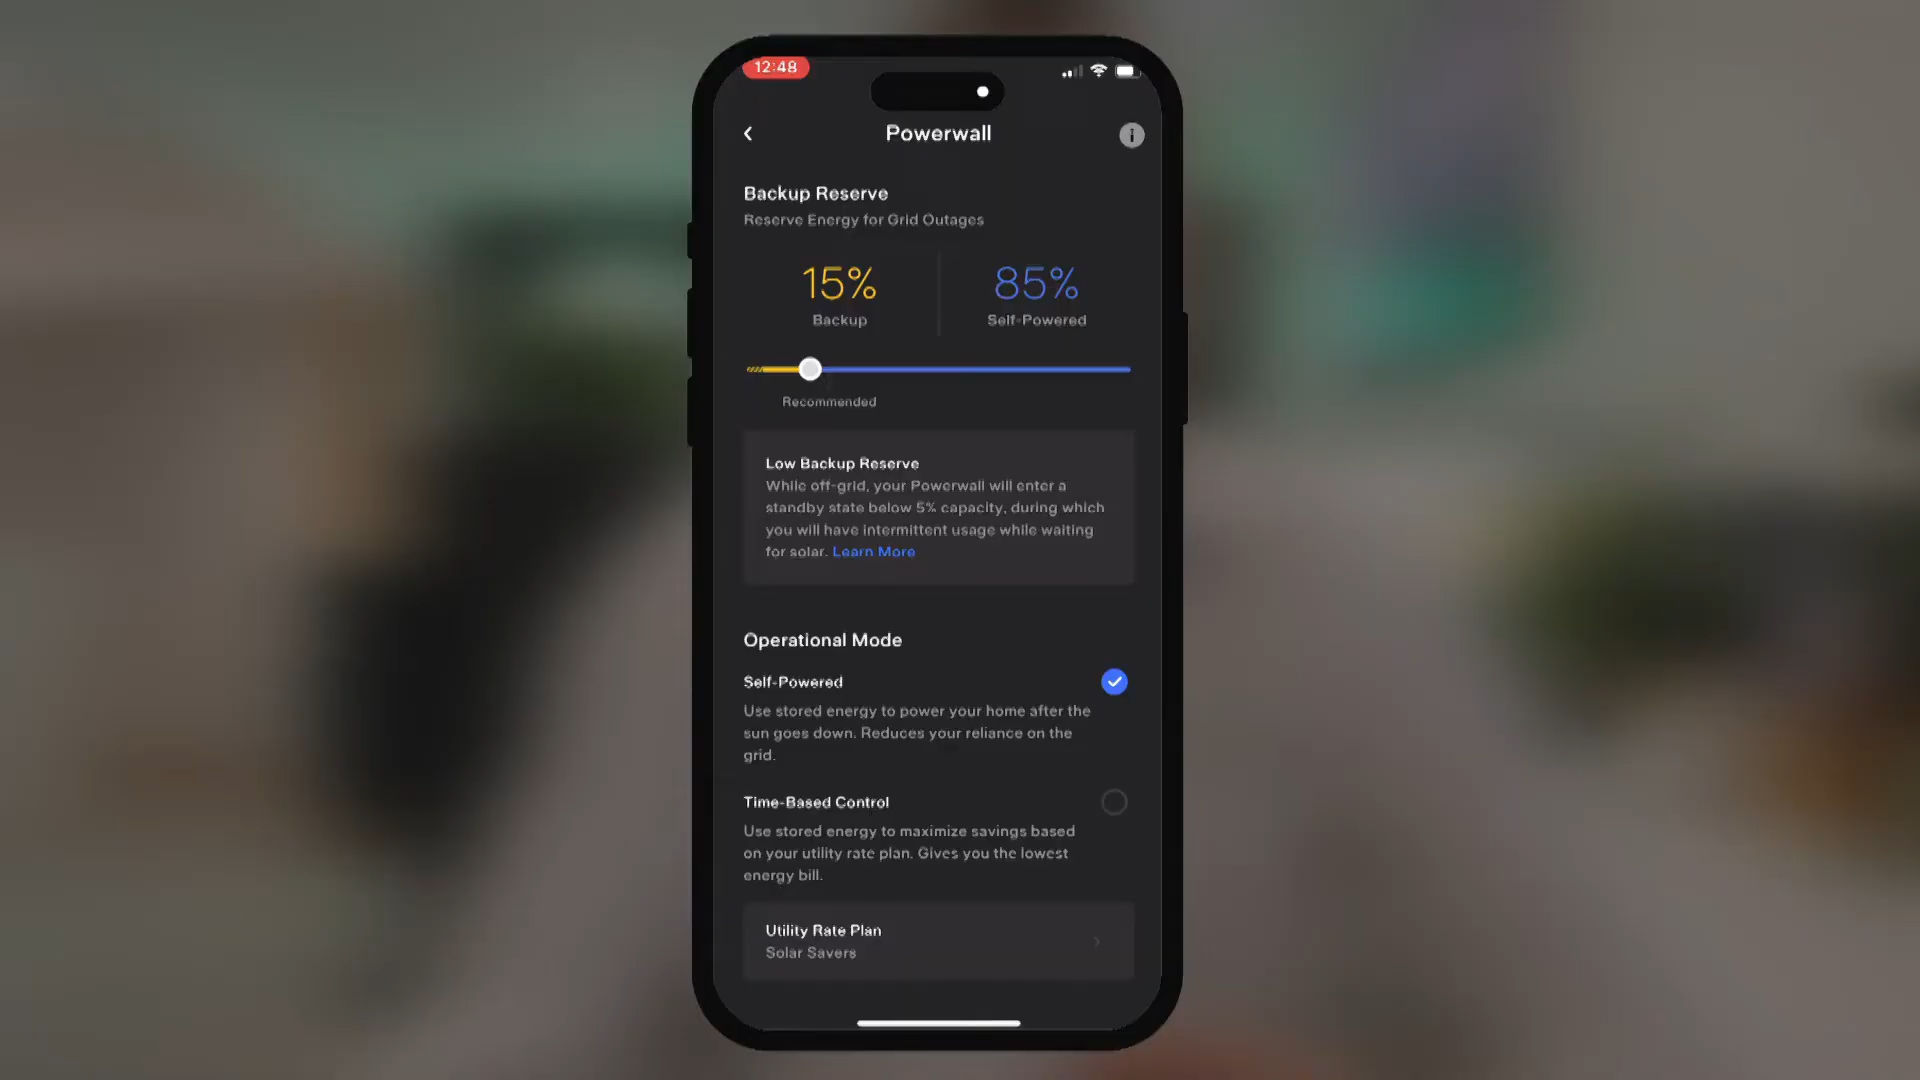 12:48
Powerwall
Backup Reserve
Reserve Energy for Grid Outages
15%
Backup
85%
Self-Powered
Recommended
Low Backup Reserve
While off-grid, your Powerwall will enter a
standby state below 5% capacity, during which
you will have intermittent usage while waiting
for solar. Learn More
Operational Mode
Self-Powered
Use stored energy to power your home after the
sun goes down. Reduces your reliance on the
grid.
Time-Based Control
Use stored energy to maximize savings based
on your utility rate plan. Gives you the lowest
energy bill.
Utility Rate Plan
Solar Savers